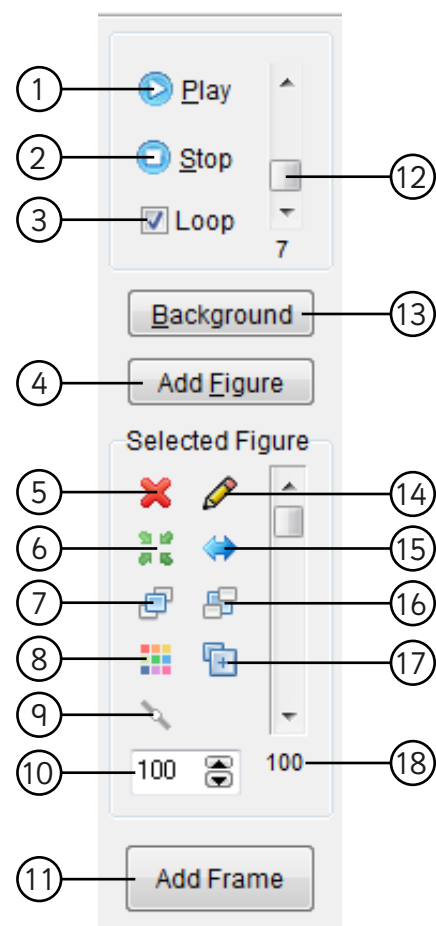 1 Play
2 Stop
12
3 Loop
7
Background 13
4 Add Figure
Selected Figure
5 14
6 15
7 16
8 17
9
10 100 100 18
11 Add Frame